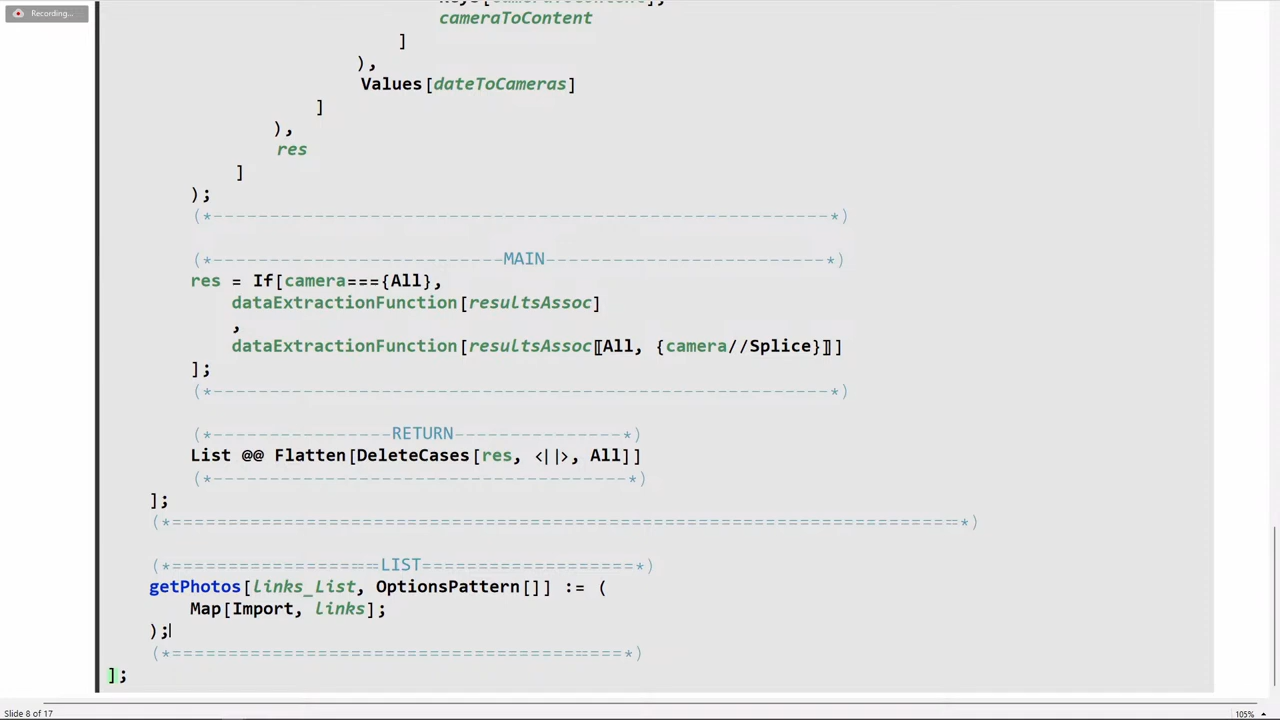 Recording...
cameraToContent
]
),
Values[dateToCameras]
]
),
res
]
);
(*-------------------------------------------------------*)
(*--------------------------MAIN-------------------------*)
res = If[camera==={All},
dataExtractionFunction[resultsAssoc]
,
dataExtractionFunction[resultsAssoc[[All, {camera//Splice}]]]
];
(*-------------------------------------------------------*)
(*----------------RETURN---------------*)
List @@ Flatten[DeleteCases[res, <||>, All]]
(*-------------------------------------*)
];
(*======================================================================*)
(*===================LIST===================*)
getPhotos[links_List, OptionsPattern[]] := (
Map[Import, links];
);
(*========================================*)
];
Slide 8 of 17
105%